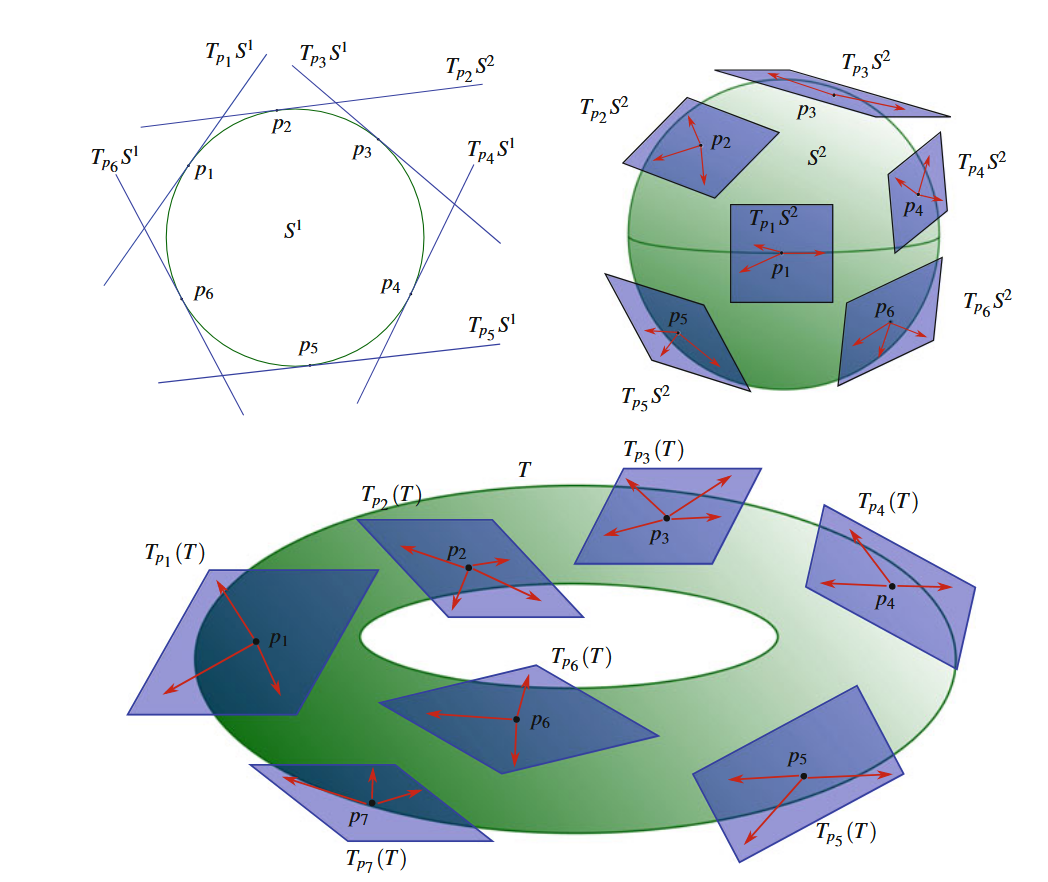 T_{p_1}S^1
T_{p_3}S^1
T_{p_2}S^2
p_2
p_3
T_{p_6}S^1
T_{p_4}S^1
p_1
S^1
p_6
p_4
p_5
T_{p_5}S^1
T_{p_3}S^2
T_{p_2}S^2
p_3
p_2
S^2
T_{p_4}S^2
p_4
T_{p_1}S^2
p_1
p_5
p_6
T_{p_6}S^2
T_{p_5}S^2
T_{p_3}(T)
T
T_{p_2}(T)
T_{p_4}(T)
p_3
T_{p_1}(T)
p_2
p_4
p_1
T_{p_6}(T)
p_6
p_5
p_7
T_{p_5}(T)
T_{p_7}(T)